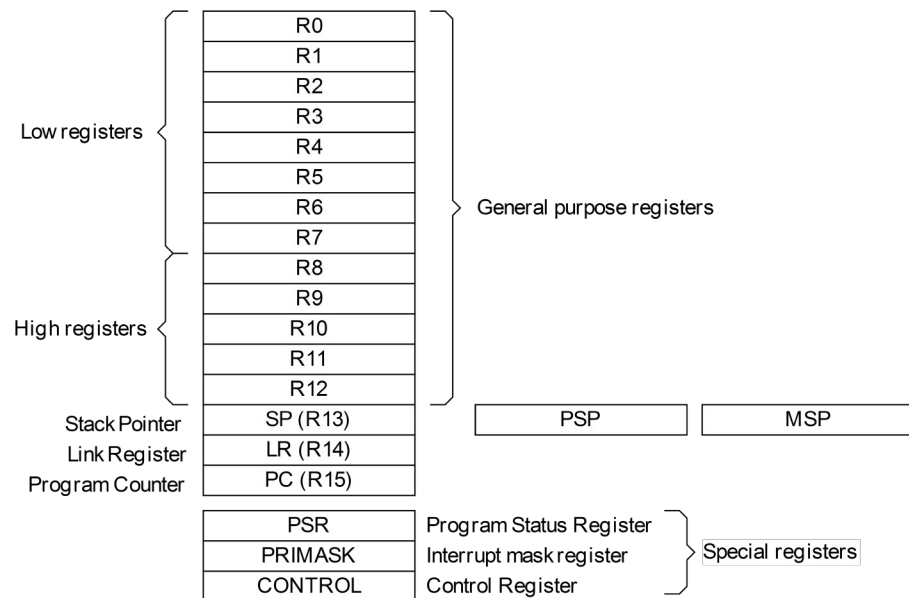 R0
R1
R2
R3
Low registers
R4
R5
R6
General purpose registers
R7
R8
R9
High registers
R10
R11
R12
Stack Pointer
SP (R13)
PSP
MSP
Link Register
LR (R14)
Program Counter
PC (R15)
PSR
Program Status Register
PRIMASK
Interrupt mask register
Special registers
CONTROL
Control Register